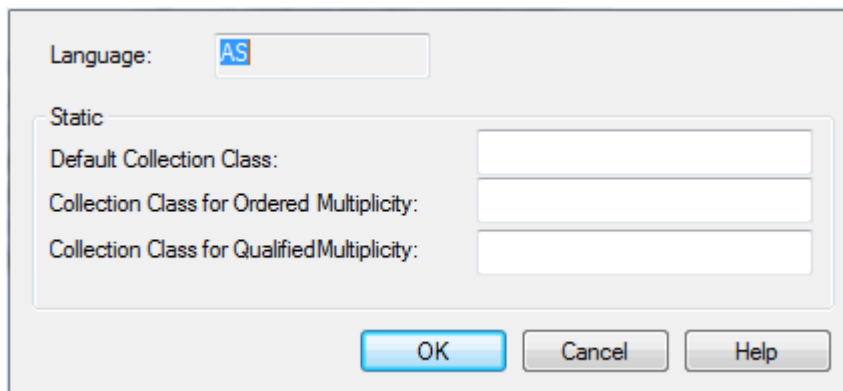 Language: AS
Static
Default Collection Class:
Collection Class for Ordered Multiplicity:
Collection Class for QualifiedMultiplicity:
OK Cancel Help